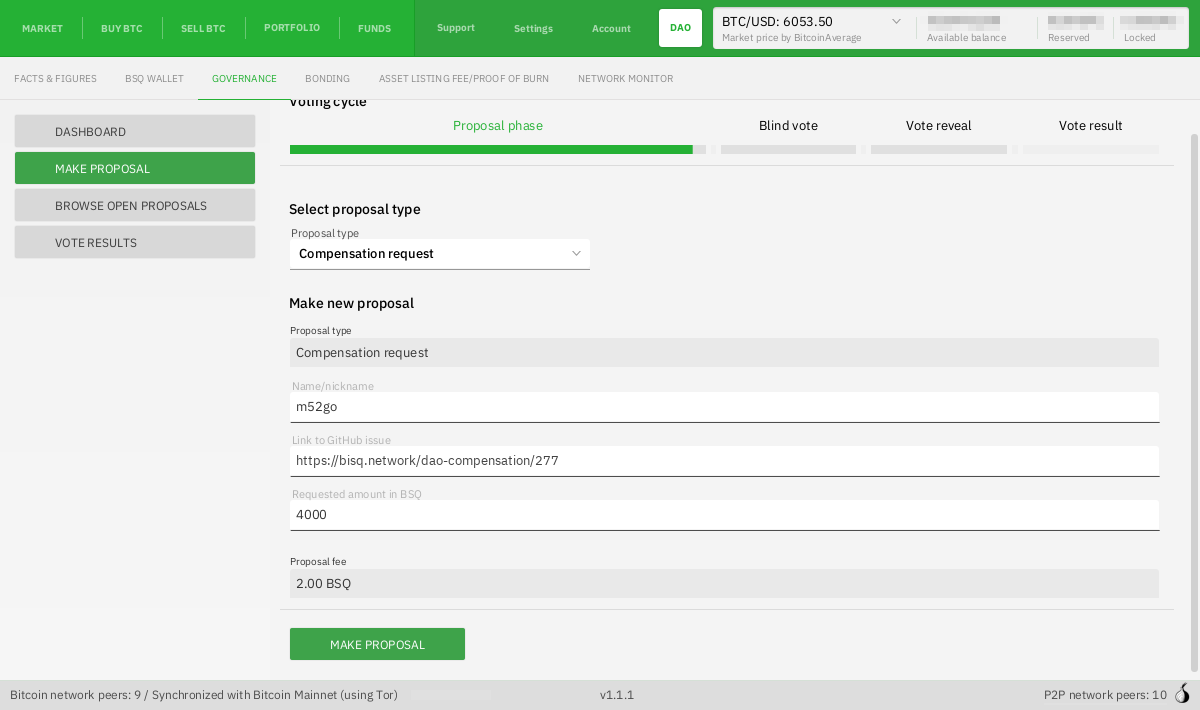 MARKET
BUY BTC
SELL BTC
PORTFOLIO
FUNDS
Support
Settings
Account
DAO
BTC/USD: 6053.50
Market price by BitcoinAverage
Available balance
Reserved
Locked
FACTS & FIGURES
BSQ WALLET
GOVERNANCE
BONDING
ASSET LISTING FEE/PROOF OF BURN
NETWORK MONITOR
DASHBOARD
MAKE PROPOSAL
BROWSE OPEN PROPOSALS
VOTE RESULTS
Voting cycle
Proposal phase
Blind vote
Vote reveal
Vote result
Select proposal type
Proposal type
Compensation request
Make new proposal
Proposal type
Compensation request
Name/nickname
m52go
Link to GitHub issue
https://bisq.network/dao-compensation/277
Requested amount in BSQ
4000
Proposal fee
2.00 BSQ
MAKE PROPOSAL
Bitcoin network peers: 9 / Synchronized with Bitcoin Mainnet (using Tor)
v1.1.1
P2P network peers: 10